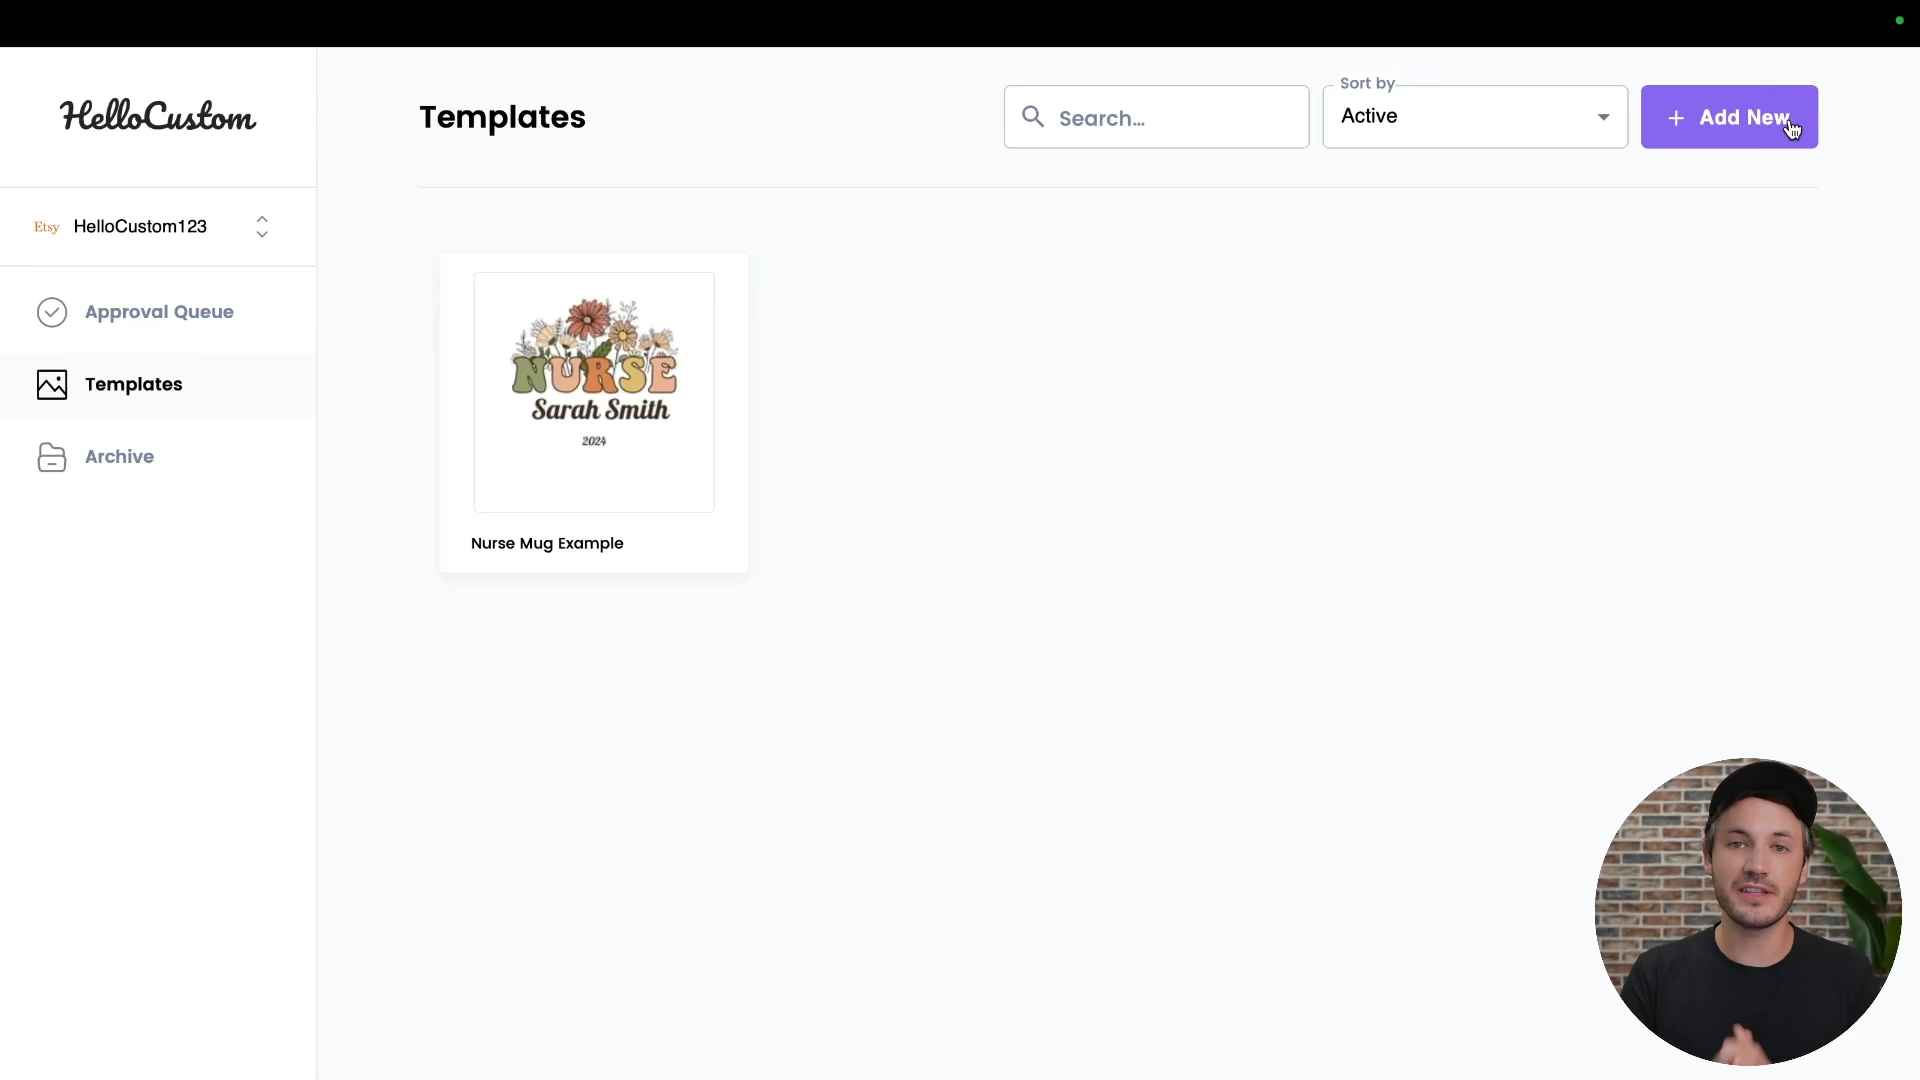 HelloCustom
Templates
Search...
Sort by
Active
+ Add New
Etsy HelloCustom123
Approval Queue
Templates
Archive
NURSE
Sarah Smith
2024
Nurse Mug Example